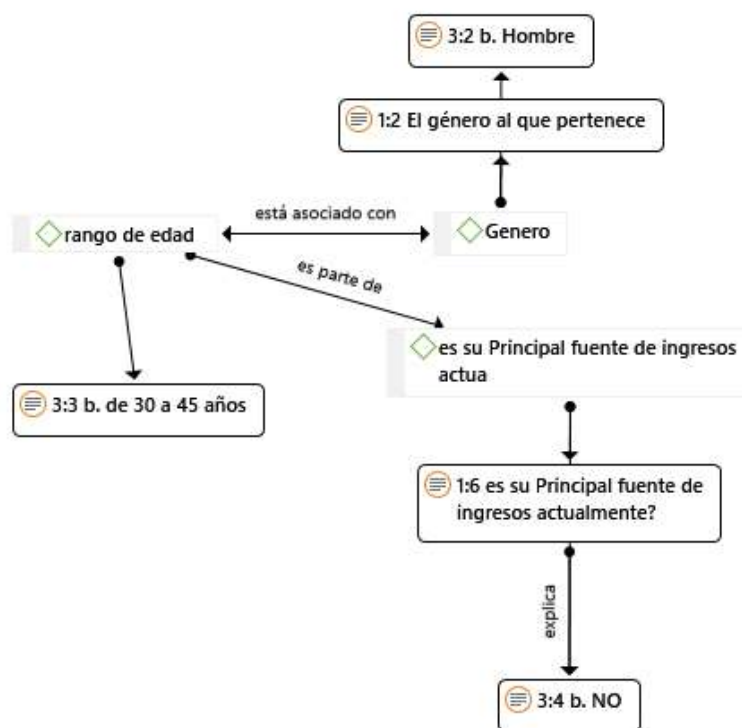 3:2 b. Hombre
1:2 El género al que pertenece
está asociado con
rango de edad
Genero
es parte de
es su Principal fuente de ingresos
actua
3:3 b. de 30 a 45 años
1:6 es su Principal fuente de
ingresos actualmente?
explica
3:4 b. NO